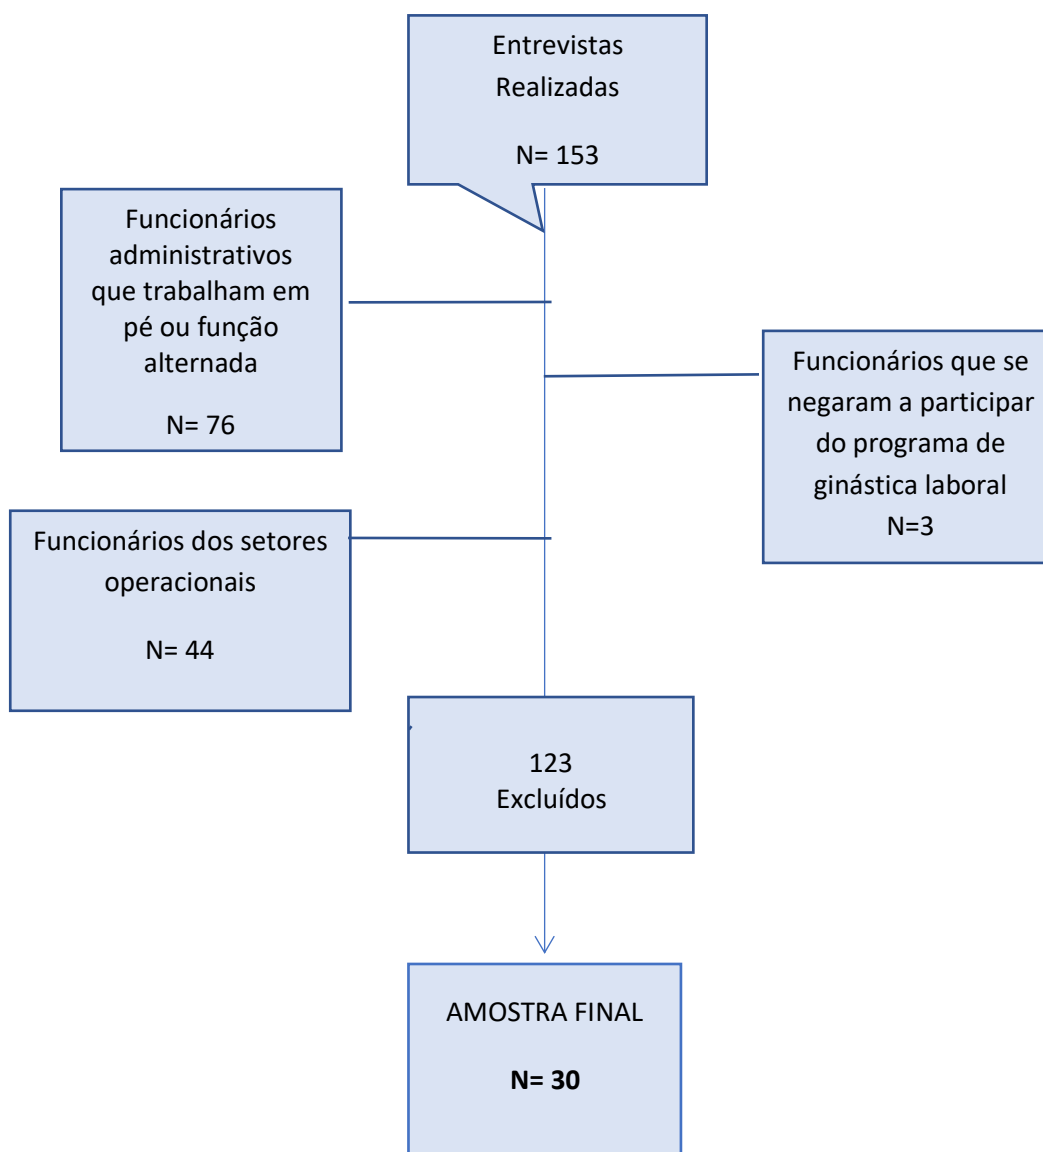 Entrevistas
Realizadas
N= 153
Funcionários
administrativos
que trabalham em
pé ou função
alternada
N= 76
Funcionários que se
negaram a participar
do programa de
ginástica laboral
N=3
Funcionários dos setores
operacionais
N= 44
123
Excluídos
AMOSTRA FINAL
N= 30